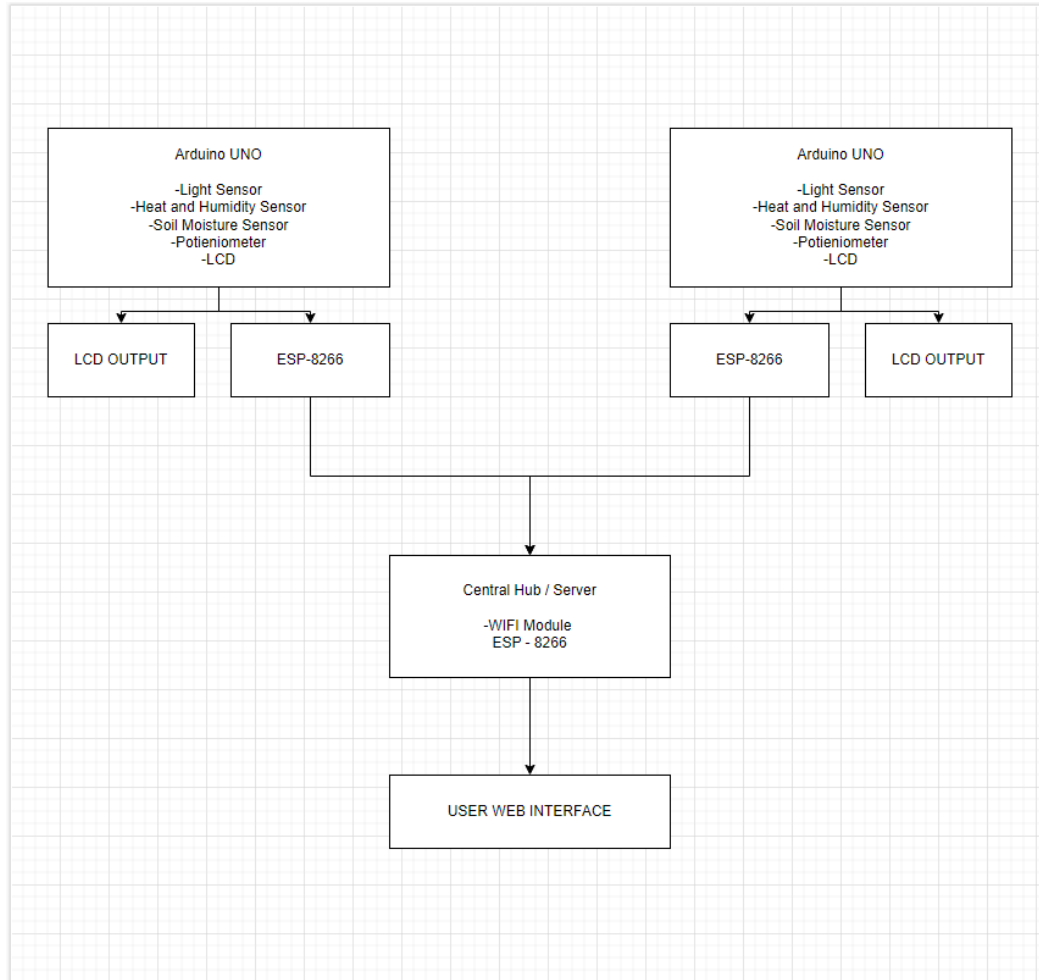 Arduino UNO
-Light Sensor
-Heat and Humidity Sensor
-Soil Moisture Sensor
-Potieniometer
-LCD
Arduino UNO
-Light Sensor
-Heat and Humidity Sensor
-Soil Moisture Sensor
-Potieniometer
-LCD
LCD OUTPUT
ESP-8266
ESP-8266
LCD OUTPUT
Central Hub / Server
-WIFI Module
ESP - 8266
USER WEB INTERFACE